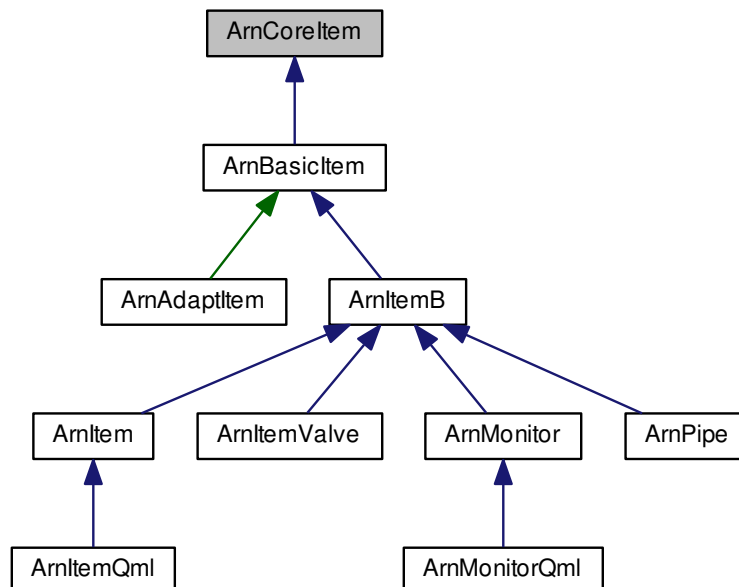 ArnCoreItem
ArnBasicItem
ArnAdaptItem
ArnItemB
ArnItem
ArnItemValve
ArnMonitor
ArnPipe
ArnItemQml
ArnMonitorQml